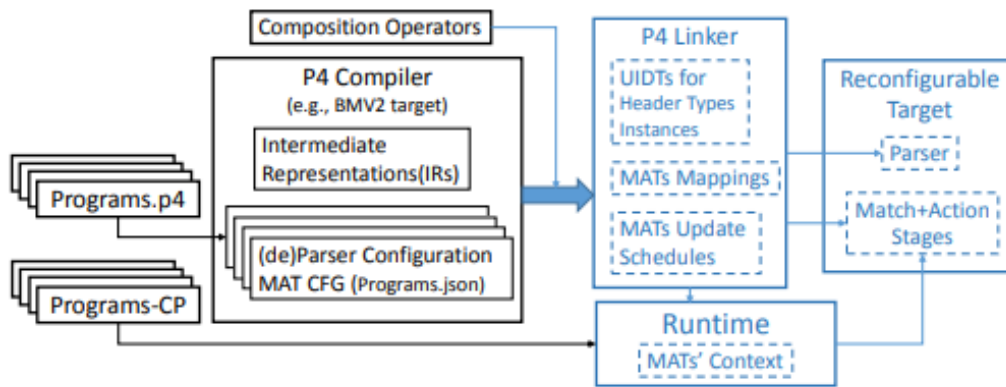 Composition Operators
P4 Compiler
(e.g., BMV2 target)
Intermediate
Representations(IRs)
(de)Parser Configuration
MAT CFG (Programs.json)
Programs.p4
Programs-CP
P4 Linker
UIDTs for
Header Types
Instances
MATs Mappings
MATs Update
Schedules
Reconfigurable
Target
Parser
Match+Action
Stages
Runtime
MATs' Context